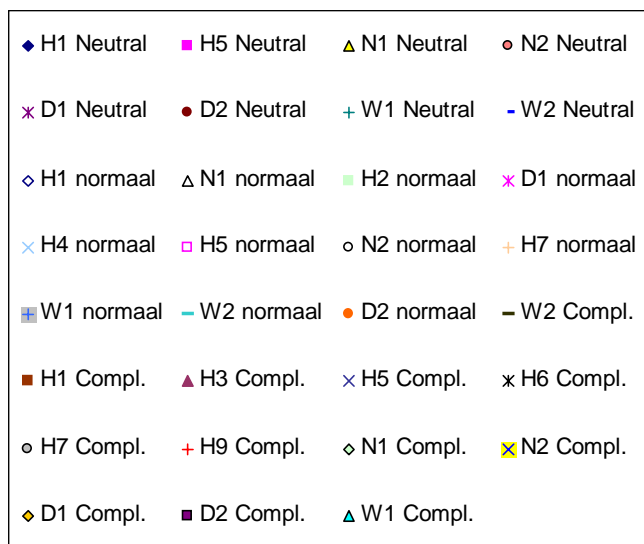 H1 Neutral H5 Neutral N1 Neutral N2 Neutral
D1 Neutral D2 Neutral W1 Neutral W2 Neutral
H1 normaal N1 normaal H2 normaal D1 normaal
H4 normaal H5 normaal N2 normaal H7 normaal
W1 normaal W2 normaal D2 normaal W2 Compl.
H1 Compl. H3 Compl. H5 Compl. H6 Compl.
H7 Compl. H9 Compl. N1 Compl. N2 Compl.
D1 Compl. D2 Compl. W1 Compl.